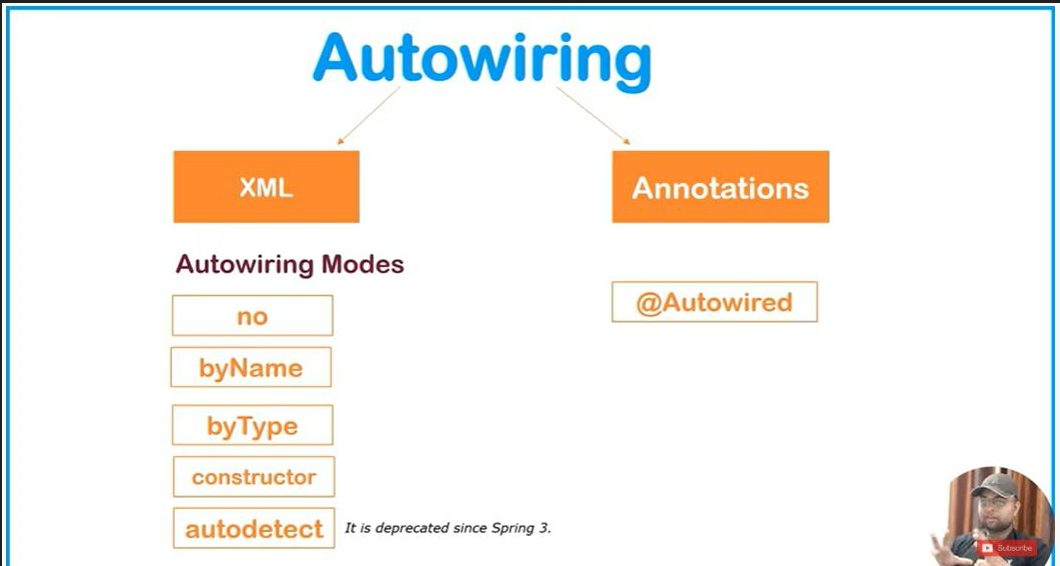 Autowiring
XML
Annotations
Autowiring Modes
no
byName
byType
constructor
autodetect
It is deprecated since Spring 3.
@Autowired
Subscribe